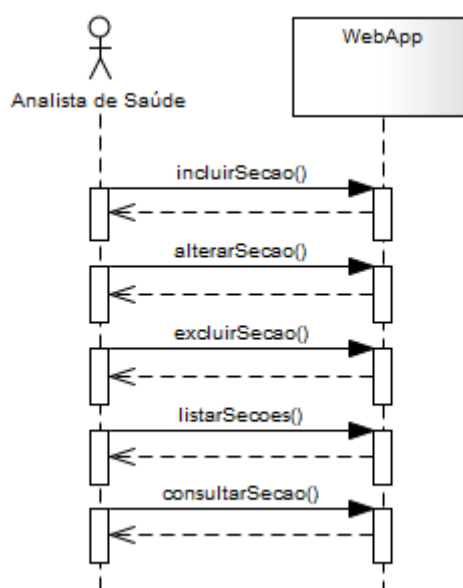 WebApp
Analista de Saúde
incluirSecao()
alterarSecao()
excluirSecao()
listarSecoes()
consultarSecao()